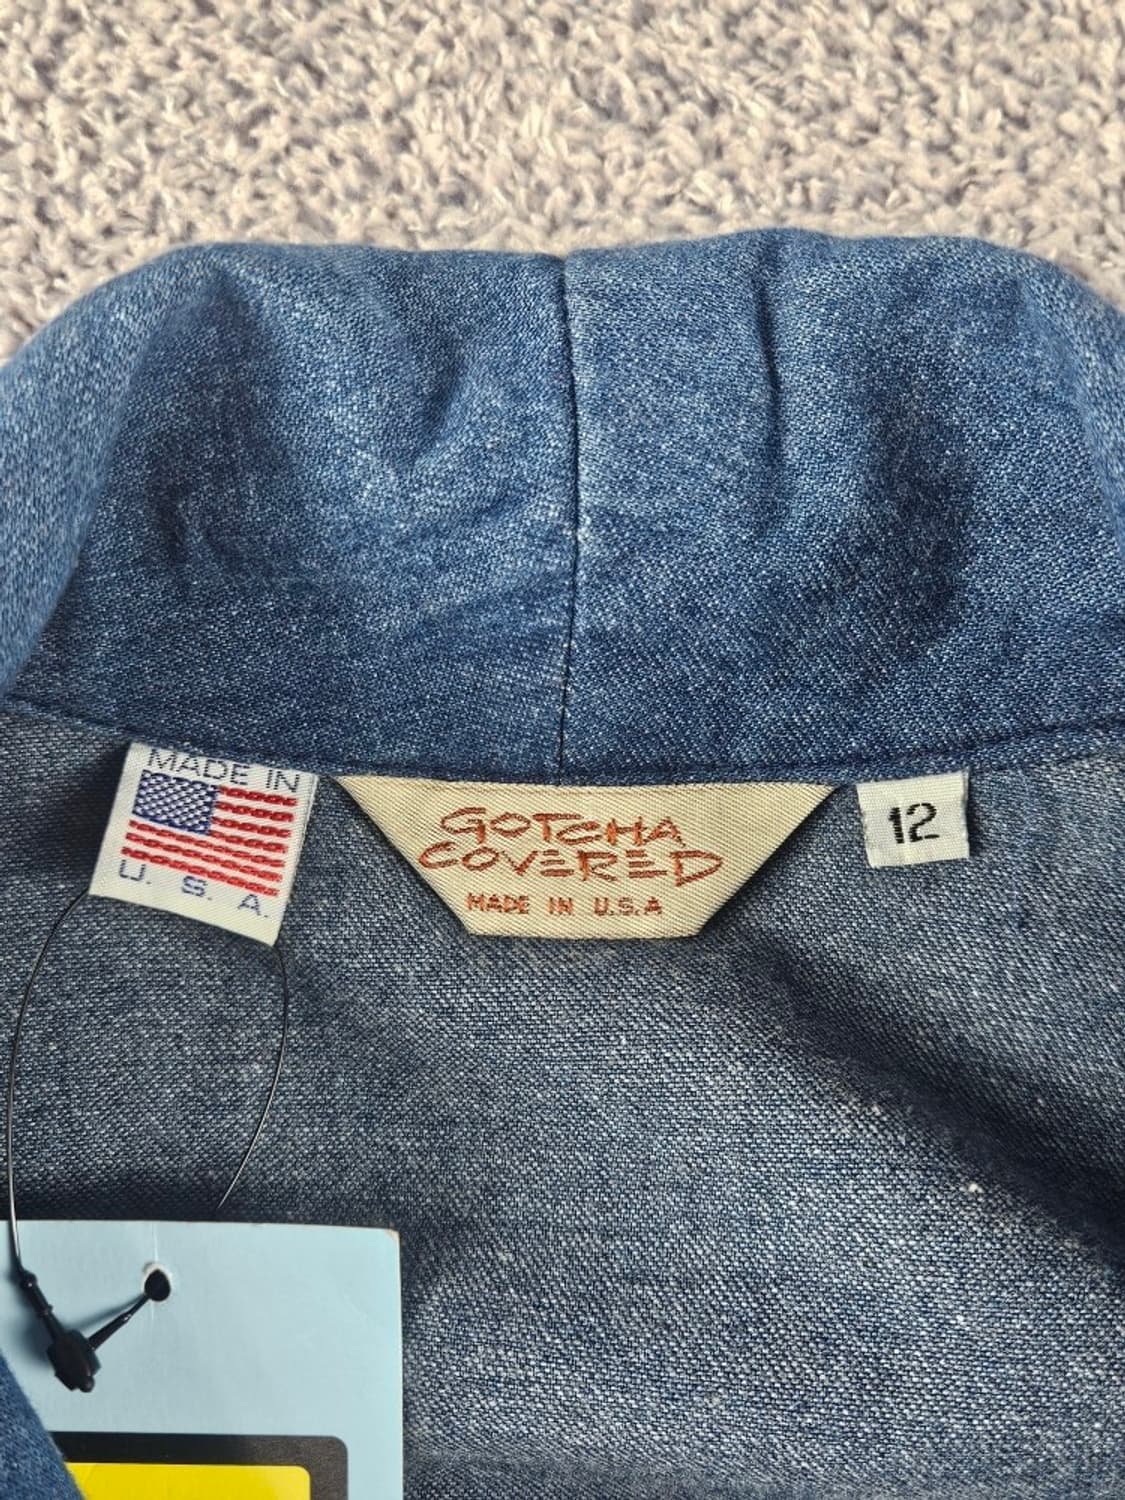 MADE IN
U. S. A.
GOTCHA
COVERED
MADE IN U.S.A
12